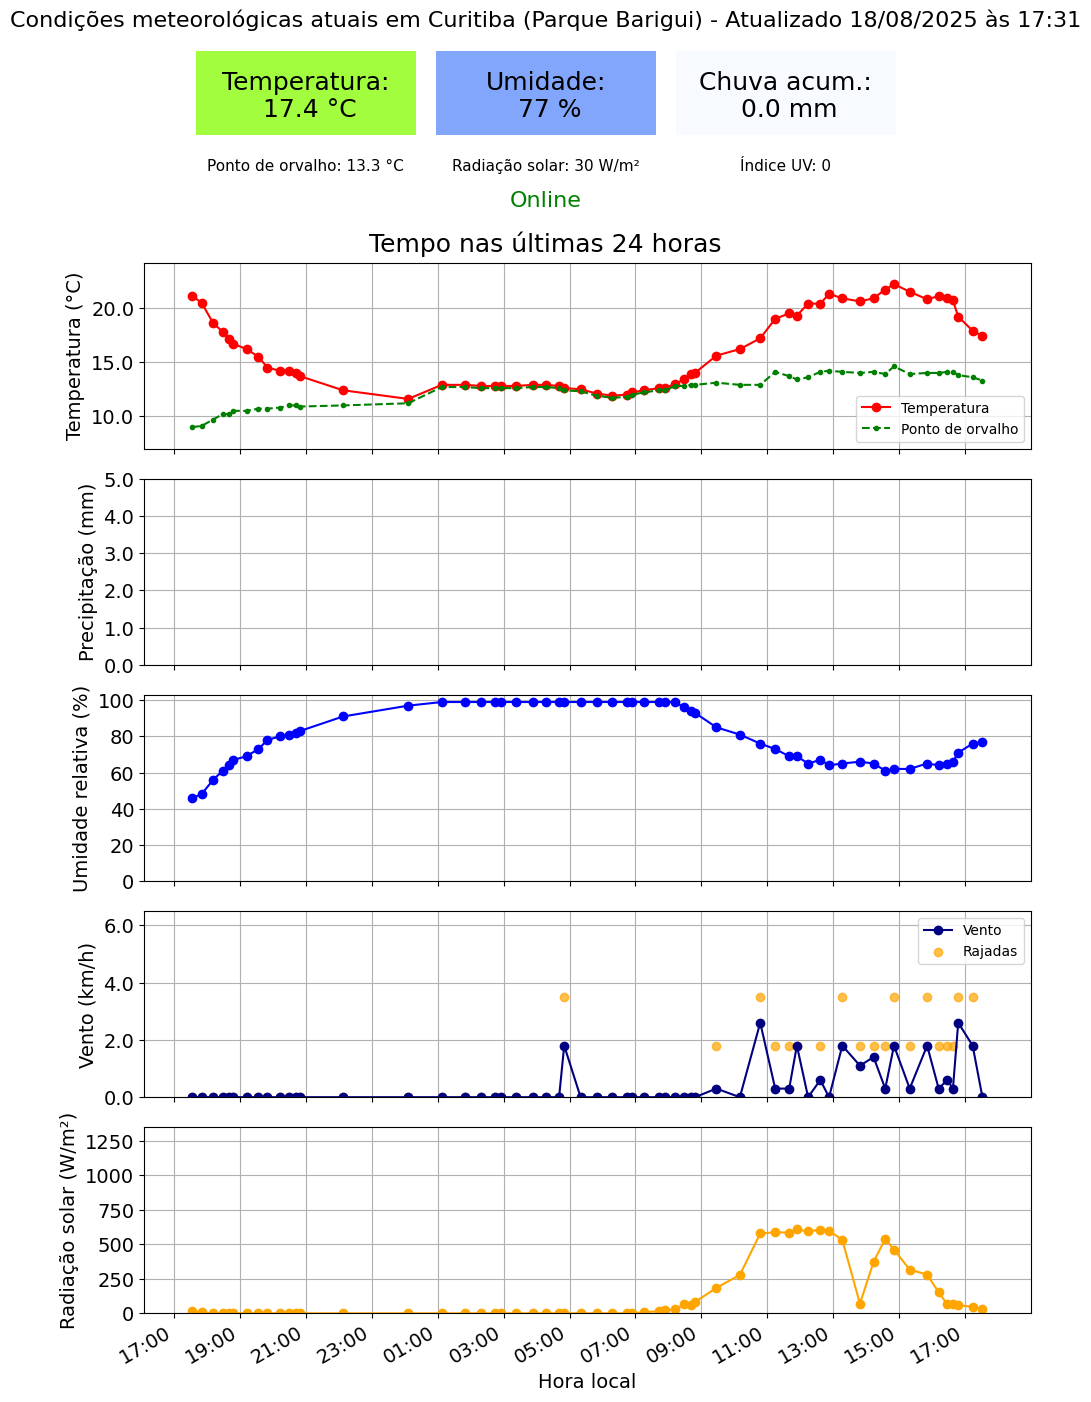 Condições meteorológicas atuais em Curitiba (Parque Barigui) - Atualizado 18/08/2025 às 17:31
Temperatura:
17.4 °C
Umidade:
77 %
Chuva acum.:
0.0 mm
Ponto de orvalho: 13.3 °C
Radiação solar: 30 W/m²
Índice UV: 0
Online
Tempo nas últimas 24 horas
Temperatura (°C)
20.0
15.0
10.0
Temperatura
Ponto de orvalho
Precipitação (mm)
5.0
4.0
3.0
2.0
1.0
0.0
Umidade relativa (%)
100
80
60
40
20
0
Vento (km/h)
6.0
4.0
2.0
0.0
Vento
Rajadas
Radiação solar (W/m²)
1250
1000
750
500
250
0
17:00
19:00
21:00
23:00
01:00
03:00
05:00
07:00
09:00
11:00
13:00
15:00
17:00
Hora local